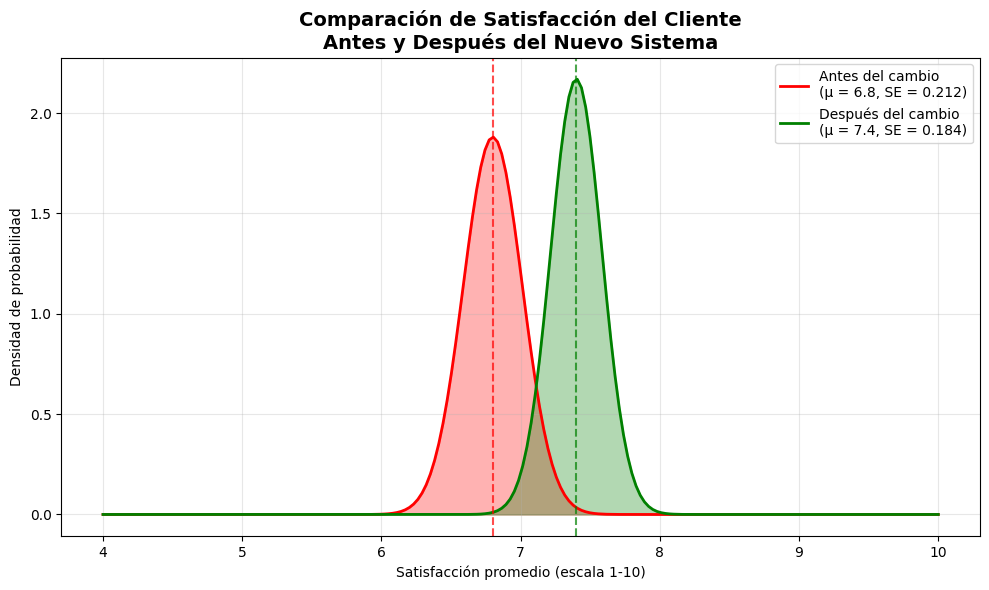 Comparación de Satisfacción del Cliente
Antes y Después del Nuevo Sistema
Antes del cambio
(μ = 6.8, SE = 0.212)
Después del cambio
(μ = 7.4, SE = 0.184)
Densidad de probabilidad
2.0
1.5
1.0
0.5
0.0
4 5 6 7 8 9 10
Satisfacción promedio (escala 1-10)